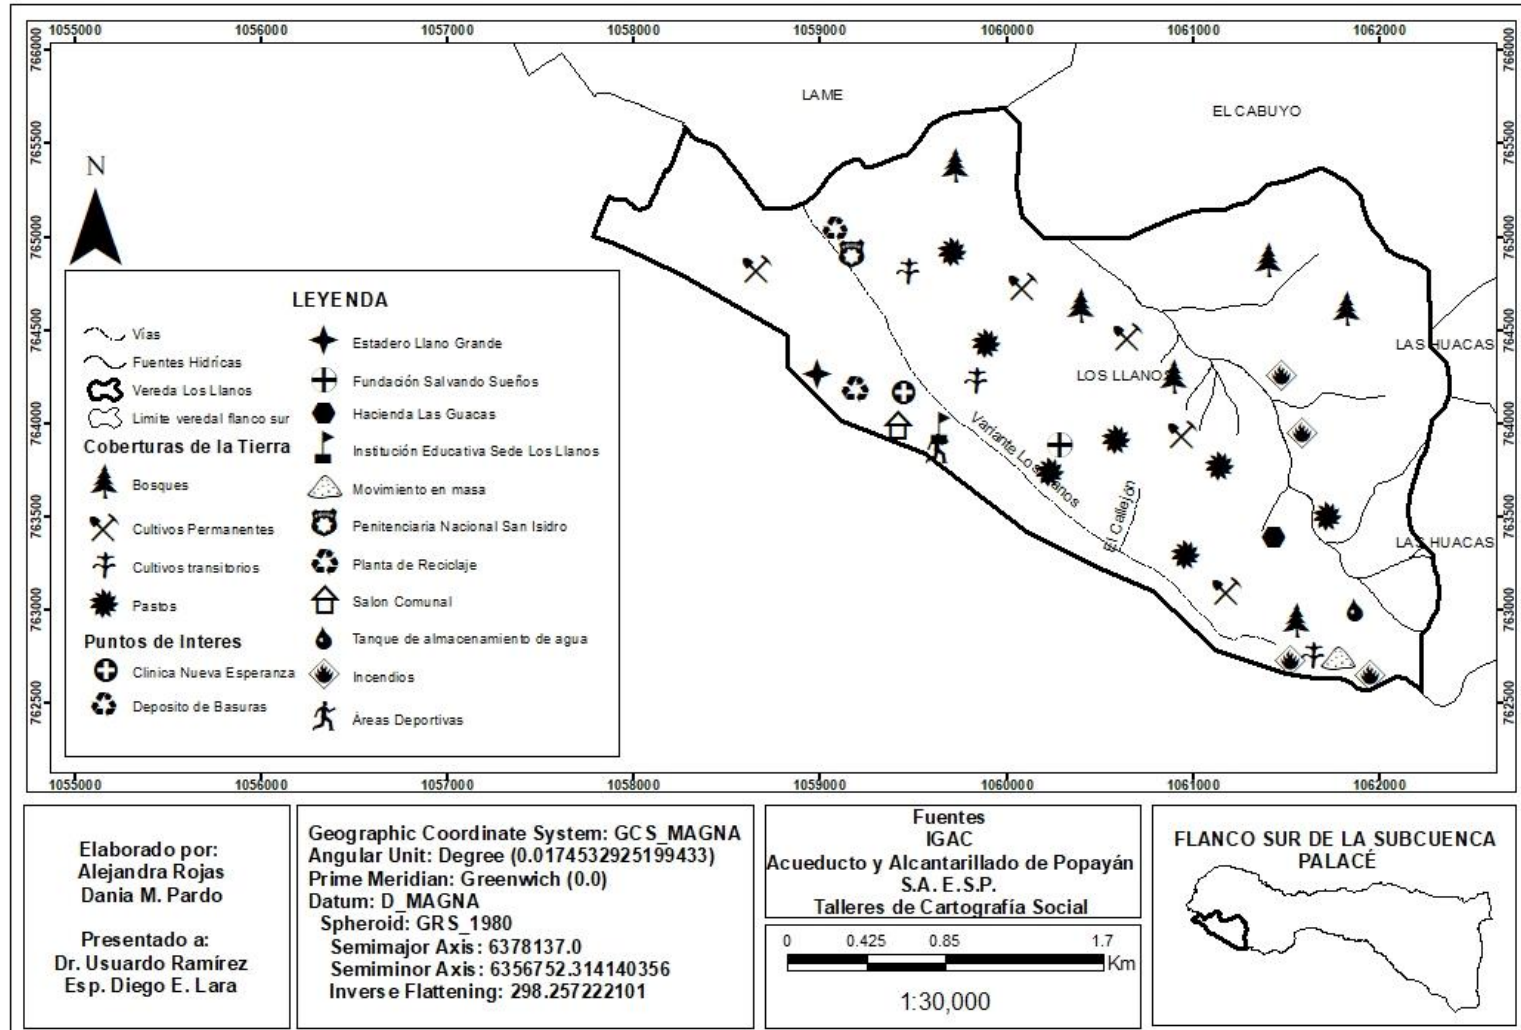 1055000 1056000 1057000 1058000 1059000 1060000 1061000 1062000
766000
765500
765000
764500
764000
763500
763000
762500
766000
765500
765000
764500
764000
763500
763000
762500
N
LAME
EL CABUYO
LAS HUACAS
LOS LLANOS
LAS HUACAS
Variante Los Llanos
El Callejón
LEYENDA
Vías
Fuentes Hidrícas
Vereda Los Llanos
Limite veredal flanco sur
Coberturas de la Tierra
Bosques
Cultivos Permanentes
Cultivos transitorios
Pastos
Puntos de Interes
Clinica Nueva Esperanza
Deposito de Basuras
Estadero Llano Grande
Fundación Salvando Sueños
Hacienda Las Guacas
Institución Educativa Sede Los Llanos
Movimiento en masa
Penitenciaria Nacional San Isidro
Planta de Reciclaje
Salon Comunal
Tanque de almacenamiento de agua
Incendios
Áreas Deportivas
1055000 1056000 1057000 1058000 1059000 1060000 1061000 1062000
Elaborado por:
Alejandra Rojas
Dania M. Pardo
Presentado a:
Dr. Usuardo Ramírez
Esp. Diego E. Lara
Geographic Coordinate System: GCS_MAGNA
Angular Unit: Degree (0.0174532925199433)
Prime Meridian: Greenwich (0.0)
Datum: D_MAGNA
Spheroid: GRS_1980
Semimajor Axis: 6378137.0
Semiminor Axis: 6356752.314140356
Inverse Flattening: 298.257222101
Fuentes
IGAC
Acueducto y Alcantarillado de Popayán
S.A. E.S.P.
Talleres de Cartografía Social
0 0.425 0.85 1.7
Km
1:30,000
FLANCO SUR DE LA SUBCUENCA
PALACÉ